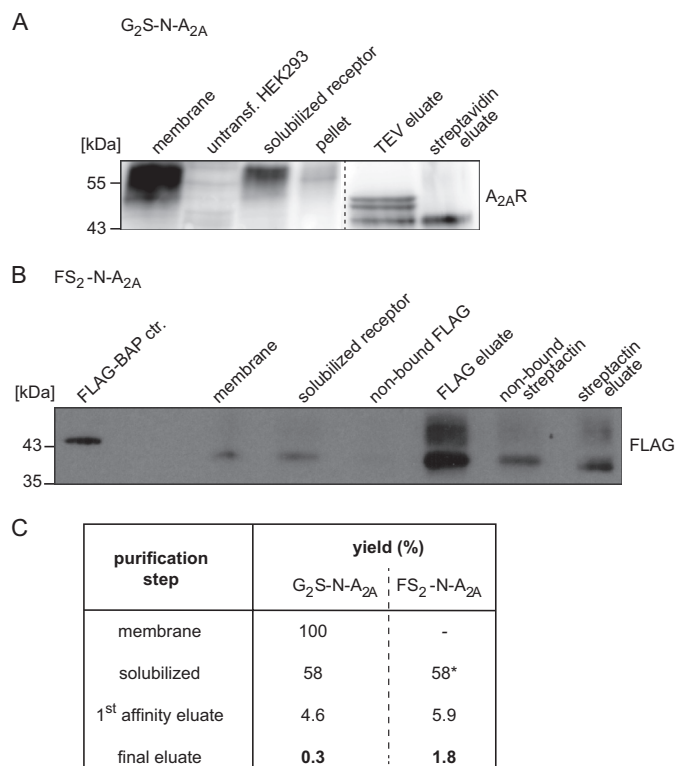 A
G2S-N-A2A
membrane
untransf. HEK293
solubilized receptor
pellet
TEV eluate
streptavidin
eluate
[kDa]
55
43
A2AR
B FS2-N-A2A
FLAG-BAP ctr.
membrane
solubilized receptor
non-bound FLAG
FLAG eluate
non-bound
streptactin
streptactin
eluate
[kDa]
43
35
FLAG
C
purification
step
yield (%)
G2S-N-A2A FS2-N-A2A
membrane 100 -
solubilized 58 58*
1st affinity eluate 4.6 5.9
final eluate 0.3 1.8